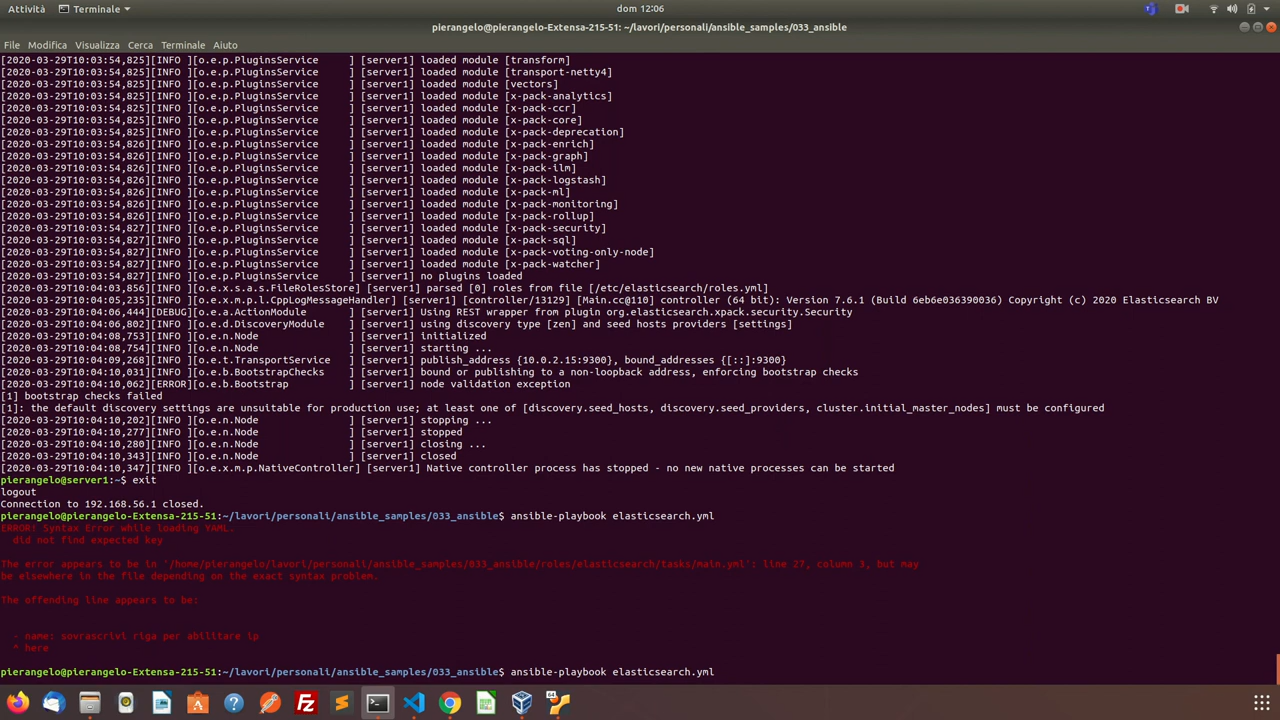 Attività
Terminale
dom 12:06
pierangelo@pierangelo-Extensa-215-51: ~/lavori/personali/ansible_samples/033_ansible
File Modifica Visualizza Cerca Terminale Aiuto
[2020-03-29T10:03:54,825][INFO ][o.e.p.PluginsService     ] [server1] loaded module [transform]
[2020-03-29T10:03:54,825][INFO ][o.e.p.PluginsService     ] [server1] loaded module [transport-netty4]
[2020-03-29T10:03:54,825][INFO ][o.e.p.PluginsService     ] [server1] loaded module [vectors]
[2020-03-29T10:03:54,825][INFO ][o.e.p.PluginsService     ] [server1] loaded module [x-pack-analytics]
[2020-03-29T10:03:54,825][INFO ][o.e.p.PluginsService     ] [server1] loaded module [x-pack-ccr]
[2020-03-29T10:03:54,825][INFO ][o.e.p.PluginsService     ] [server1] loaded module [x-pack-core]
[2020-03-29T10:03:54,825][INFO ][o.e.p.PluginsService     ] [server1] loaded module [x-pack-deprecation]
[2020-03-29T10:03:54,826][INFO ][o.e.p.PluginsService     ] [server1] loaded module [x-pack-enrich]
[2020-03-29T10:03:54,826][INFO ][o.e.p.PluginsService     ] [server1] loaded module [x-pack-graph]
[2020-03-29T10:03:54,826][INFO ][o.e.p.PluginsService     ] [server1] loaded module [x-pack-ilm]
[2020-03-29T10:03:54,826][INFO ][o.e.p.PluginsService     ] [server1] loaded module [x-pack-logstash]
[2020-03-29T10:03:54,826][INFO ][o.e.p.PluginsService     ] [server1] loaded module [x-pack-ml]
[2020-03-29T10:03:54,826][INFO ][o.e.p.PluginsService     ] [server1] loaded module [x-pack-monitoring]
[2020-03-29T10:03:54,826][INFO ][o.e.p.PluginsService     ] [server1] loaded module [x-pack-rollup]
[2020-03-29T10:03:54,827][INFO ][o.e.p.PluginsService     ] [server1] loaded module [x-pack-security]
[2020-03-29T10:03:54,827][INFO ][o.e.p.PluginsService     ] [server1] loaded module [x-pack-sql]
[2020-03-29T10:03:54,827][INFO ][o.e.p.PluginsService     ] [server1] loaded module [x-pack-voting-only-node]
[2020-03-29T10:03:54,827][INFO ][o.e.p.PluginsService     ] [server1] loaded module [x-pack-watcher]
[2020-03-29T10:03:54,827][INFO ][o.e.p.PluginsService     ] [server1] no plugins loaded
[2020-03-29T10:04:03,856][INFO ][o.e.x.s.a.s.FileRolesStore] [server1] parsed [0] roles from file [/etc/elasticsearch/roles.yml]
[2020-03-29T10:04:05,235][INFO ][o.e.x.m.p.l.CppLogMessageHandler] [server1] [controller/13129] [Main.cc@110] controller (64 bit): Version 7.6.1 (Build 6eb6e036390036) Copyright (c) 2020 Elasticsearch BV
[2020-03-29T10:04:06,444][DEBUG][o.e.a.ActionModule       ] [server1] Using REST wrapper from plugin org.elasticsearch.xpack.security.Security
[2020-03-29T10:04:06,802][INFO ][o.e.d.DiscoveryModule    ] [server1] using discovery type [zen] and seed hosts providers [settings]
[2020-03-29T10:04:08,753][INFO ][o.e.n.Node               ] [server1] initialized
[2020-03-29T10:04:08,754][INFO ][o.e.n.Node               ] [server1] starting ...
[2020-03-29T10:04:09,268][INFO ][o.e.t.TransportService   ] [server1] publish_address {10.0.2.15:9300}, bound_addresses {[::]:9300}
[2020-03-29T10:04:10,031][INFO ][o.e.b.BootstrapChecks    ] [server1] bound or publishing to a non-loopback address, enforcing bootstrap checks
[2020-03-29T10:04:10,062][ERROR][o.e.b.Bootstrap          ] [server1] node validation exception
[1] bootstrap checks failed
[1]: the default discovery settings are unsuitable for production use; at least one of [discovery.seed_hosts, discovery.seed_providers, cluster.initial_master_nodes] must be configured
[2020-03-29T10:04:10,202][INFO ][o.e.n.Node               ] [server1] stopping ...
[2020-03-29T10:04:10,277][INFO ][o.e.n.Node               ] [server1] stopped
[2020-03-29T10:04:10,280][INFO ][o.e.n.Node               ] [server1] closing ...
[2020-03-29T10:04:10,343][INFO ][o.e.n.Node               ] [server1] closed
[2020-03-29T10:04:10,347][INFO ][o.e.x.m.p.NativeController] [server1] Native controller process has stopped - no new native processes can be started
pierangelo@server1:~$ exit
logout
Connection to 192.168.56.1 closed.
pierangelo@pierangelo-Extensa-215-51:~/lavori/personali/ansible_samples/033_ansible$ ansible-playbook elasticsearch.yml
ERROR! Syntax Error while loading YAML.
  did not find expected key
The error appears to be in '/home/pierangelo/lavori/personali/ansible_samples/033_ansible/roles/elasticsearch/tasks/main.yml': line 27, column 3, but may
be elsewhere in the file depending on the exact syntax problem.
The offending line appears to be:
  - name: sovrascrivi riga per abilitare ip
  ^ here
pierangelo@pierangelo-Extensa-215-51:~/lavori/personali/ansible_samples/033_ansible$ ansible-playbook elasticsearch.yml